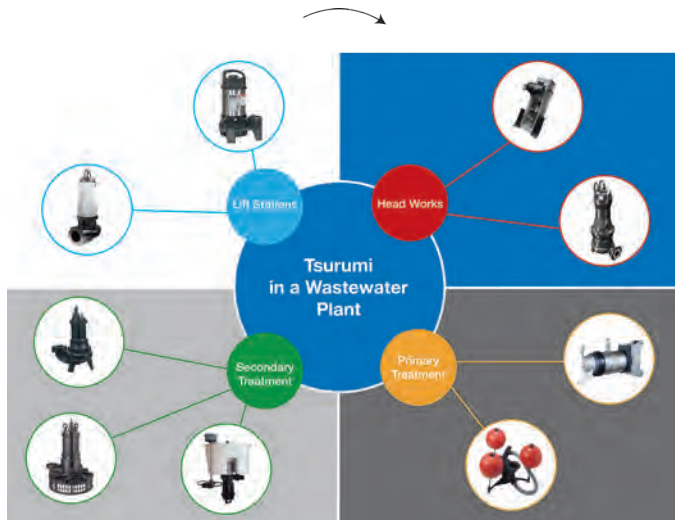 Lift Stations
Head Works
Tsurumi
in a Wastewater
Plant
Secondary
Treatment
Primary
Treatment